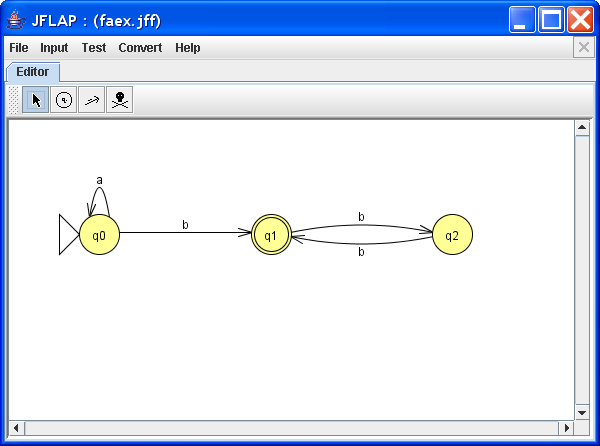 JFLAP : (faex.jff)
File Input Test Convert Help
Editor
a
b
b
q0 q1 q2
b